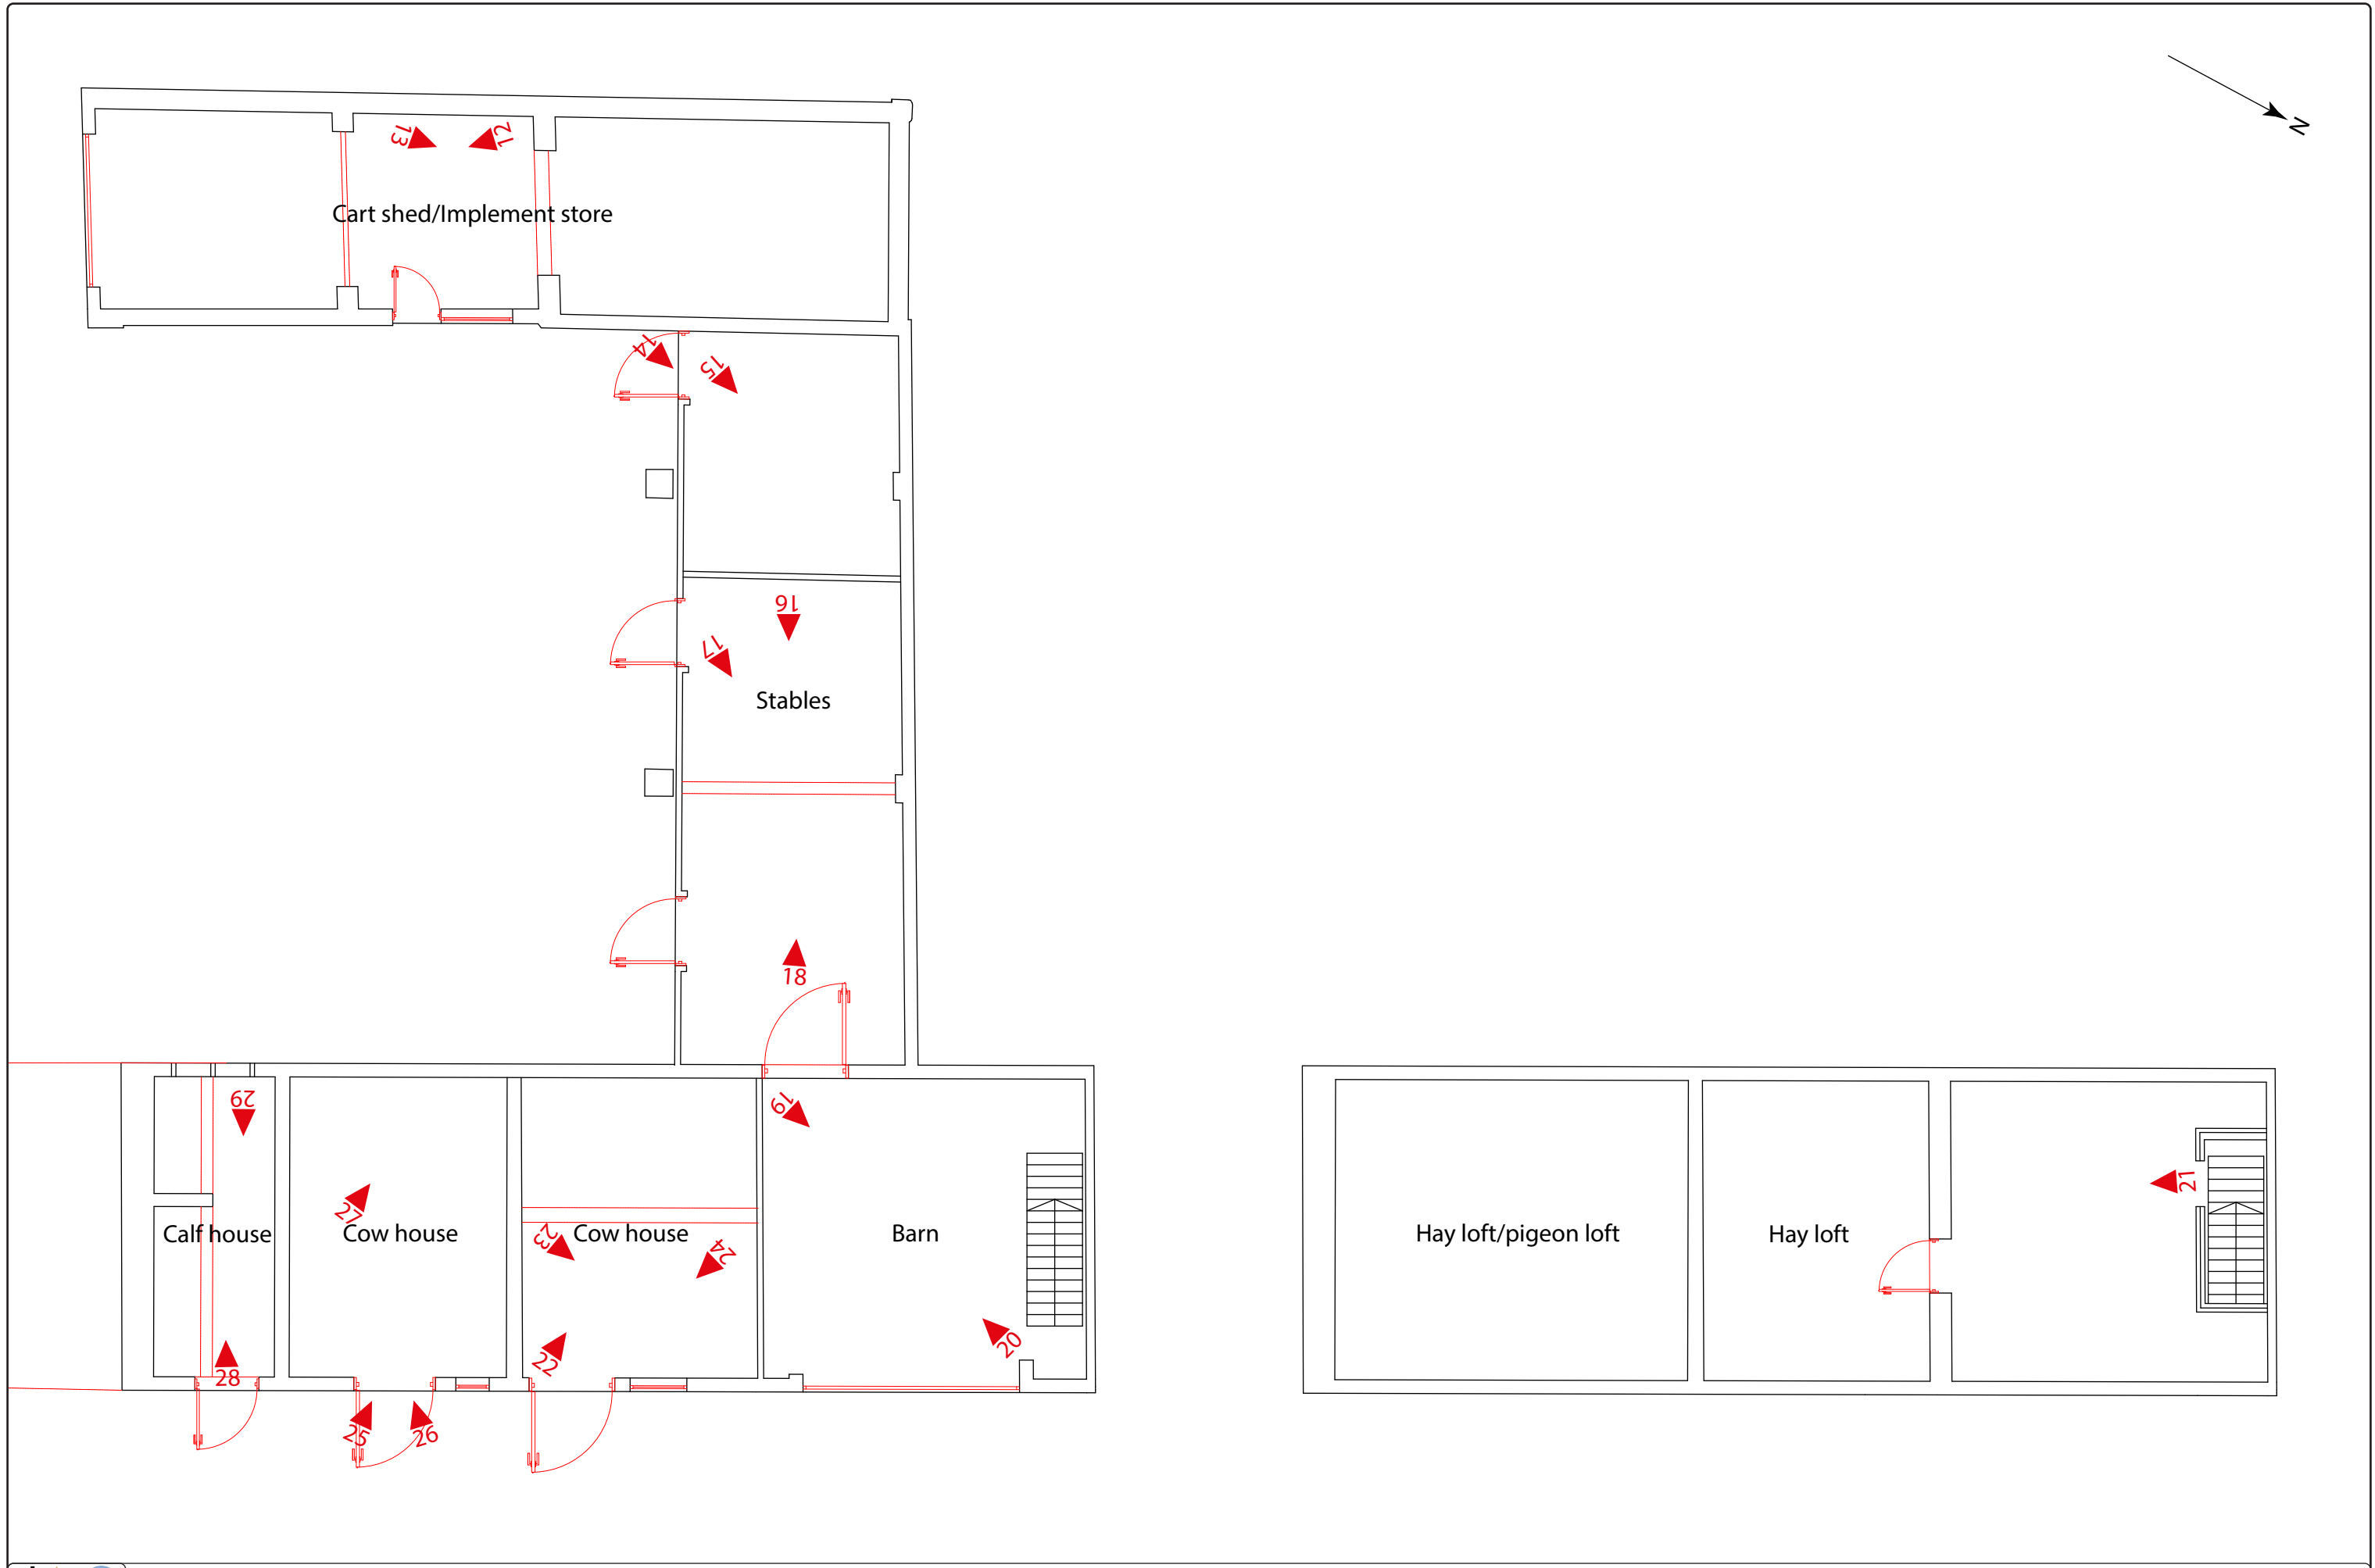 N
13
12
Cart shed/Implement store
14
15
16
17
Stables
18
19
29
21
27
Calf house
Cow house
23
Cow house
24
Barn
Hay loft/pigeon loft
Hay loft
20
22
28
25
26